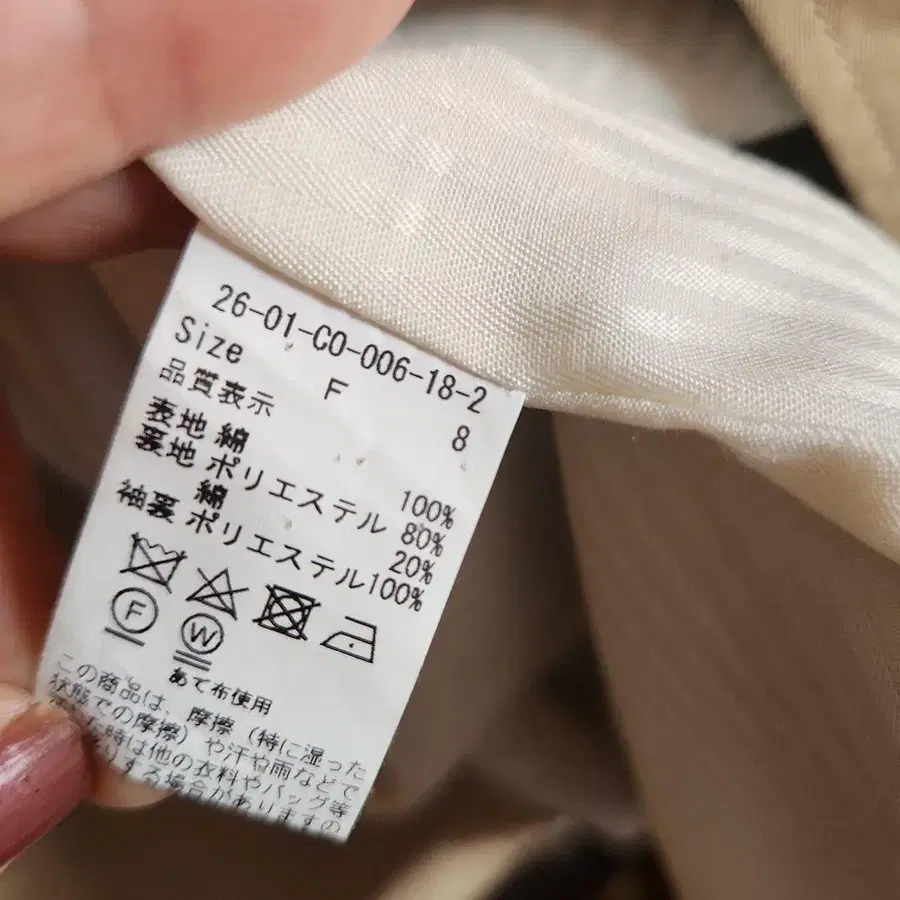 26-01-CO-006-18-2
Size F 8
品質表示
表地 綿 100%
裏地 ポリエステル 80%
綿 20%
袖裏 ポリエステル100%
F W
あて布使用
この商品は、摩擦(特に湿った
状態での摩擦)や汗や雨などで
た時は他の衣料やバッグ等
する場合がありますの